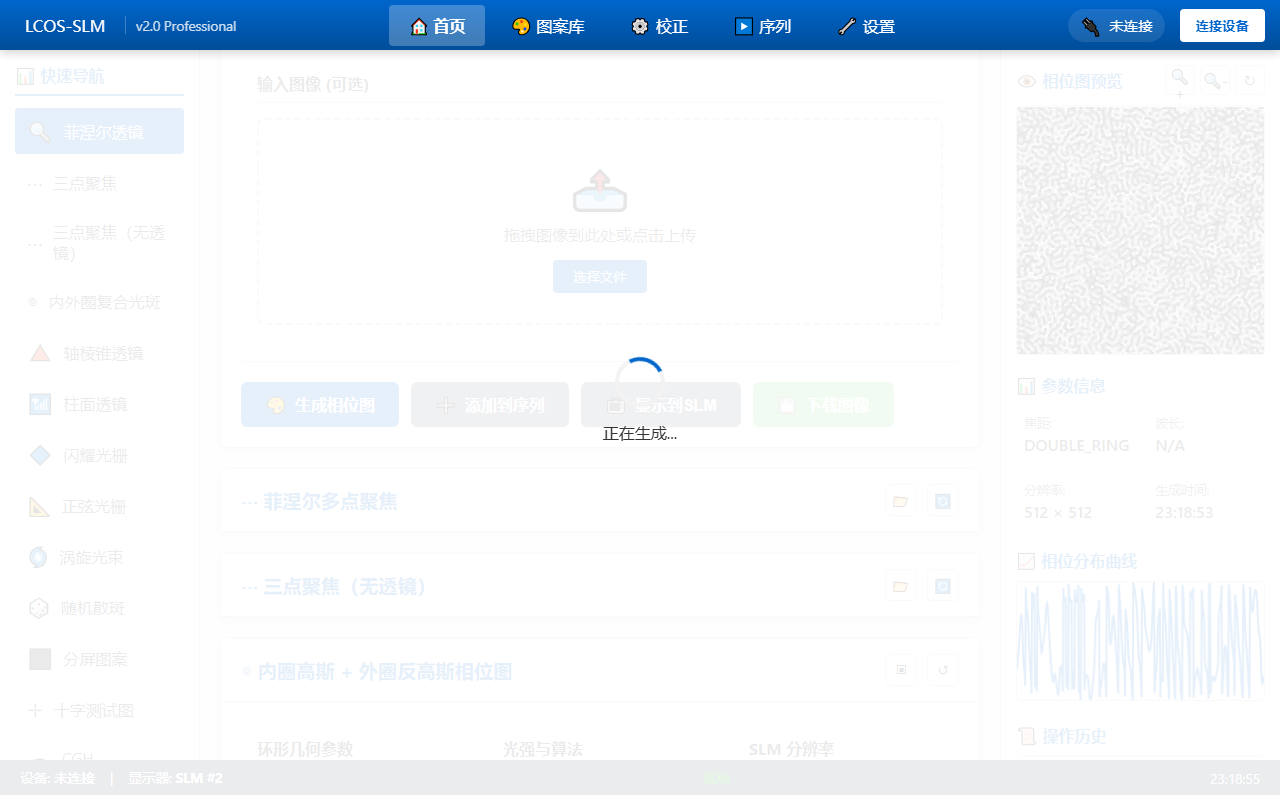 LCOS-SLM
v2.0 Professional
首页
图案库
校正
序列
设置
未连接
连接设备
快速导航
菲涅尔透镜
三点聚焦
三点聚焦（无透
镜）
内外圈复合光斑
轴棱锥透镜
柱面透镜
闪耀光栅
正弦光栅
涡旋光束
随机散斑
分屏图案
十字测试图
CGH
输入图像 (可选)
拖拽图像到此处或点击上传
选择文件
生成相位图
添加到序列
显示到SLM
下载图像
正在生成...
菲涅尔多点聚焦
三点聚焦（无透镜）
内圈高斯 + 外圈反高斯相位图
环形几何参数
光强与算法
SLM 分辨率
相位图预览
参数信息
焦距:
波长:
DOUBLE_RING
N/A
分辨率:
生成时间:
512 × 512
23:18:53
相位分布曲线
操作历史
设备: 未连接 | 显示器: SLM #2
23:18:55